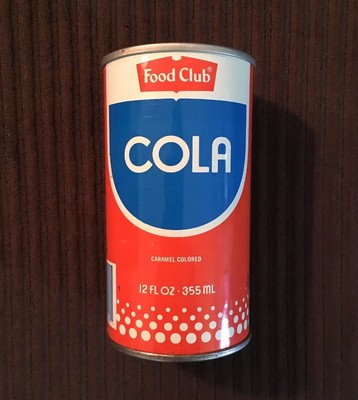 Food Club®
COLA
CARAMEL COLORED
12 FL OZ · 355 ML